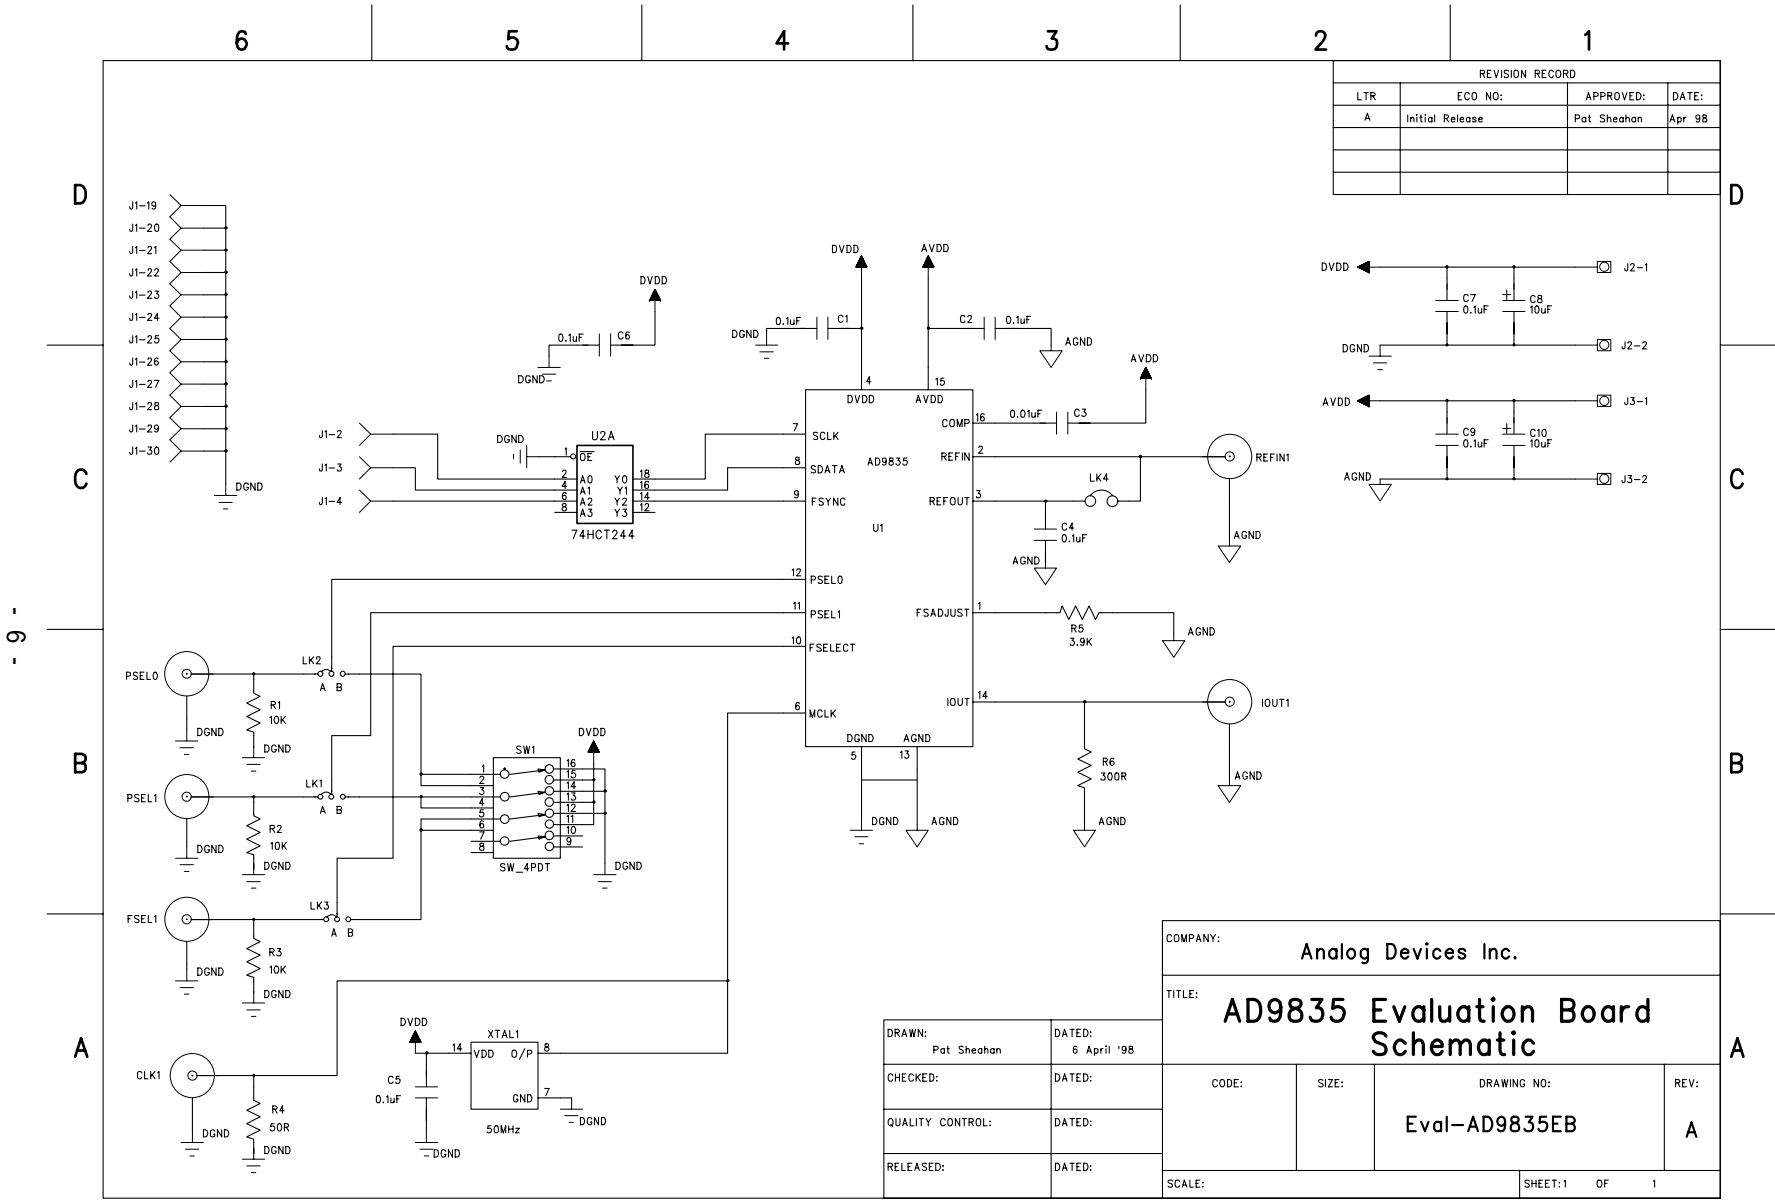 6 5 4 3 2 1
REVISION RECORD
LTR ECO NO: APPROVED: DATE:
A Initial Release Pat Sheahan Apr 98
D D
J1-19
J1-20
J1-21
J1-22
J1-23
J1-24
J1-25
J1-26
J1-27
J1-28
J1-29
J1-30
DGND
DVDD
0.1uF C6
DGND
DVDD AVDD
0.1uF C1
DGND
C2 0.1uF
AGND
AVDD
4 15
DVDD AVDD
DVDD J2-1
C7 0.1uF
C8 10uF
+
DGND J2-2
AVDD J3-1
C9 0.1uF
C10 10uF
+
AGND J3-2
C C
J1-2
J1-3
J1-4
DGND
U2A
1 OE
2 A0 Y0 18
4 A1 Y1 16
6 A2 Y2 14
8 A3 Y3 12
74HCT244
7 SCLK
8 SDATA
9 FSYNC
AD9835
U1
COMP 16
0.01uF C3
REFIN 2
REFIN1
LK4
REFOUT 3
C4
0.1uF
AGND
AGND
12 PSEL0
11 PSEL1
10 FSELECT
FSADJUST 1
R5
3.9K
AGND
- 9 -
B B
PSEL0
LK2
A B
R1
10K
DGND
DGND
6 MCLK
IOUT 14
IOUT1
DGND AGND
5 13
R6
300R
AGND
AGND
DGND
AGND
DVDD
SW1
1
2
3
4
5
6
7
8
16
15
14
13
12
11
10
9
SW_4PDT
DGND
PSEL1
LK1
A B
R2
10K
DGND
DGND
FSEL1
LK3
A B
R3
10K
DGND
DGND
A A
CLK1
R4
50R
DGND
DGND
DVDD
C5
0.1uF
DGND
XTAL1
14 VDD O/P 8
GND 7
DGND
50MHz
COMPANY:
Analog Devices Inc.
TITLE:
AD9835 Evaluation Board
Schematic
DRAWN: DATED:
Pat Sheahan 6 April '98
CHECKED: DATED:
QUALITY CONTROL: DATED:
RELEASED: DATED:
CODE: SIZE: DRAWING NO: REV:
Eval-AD9835EB A
SCALE: SHEET:1 OF 1